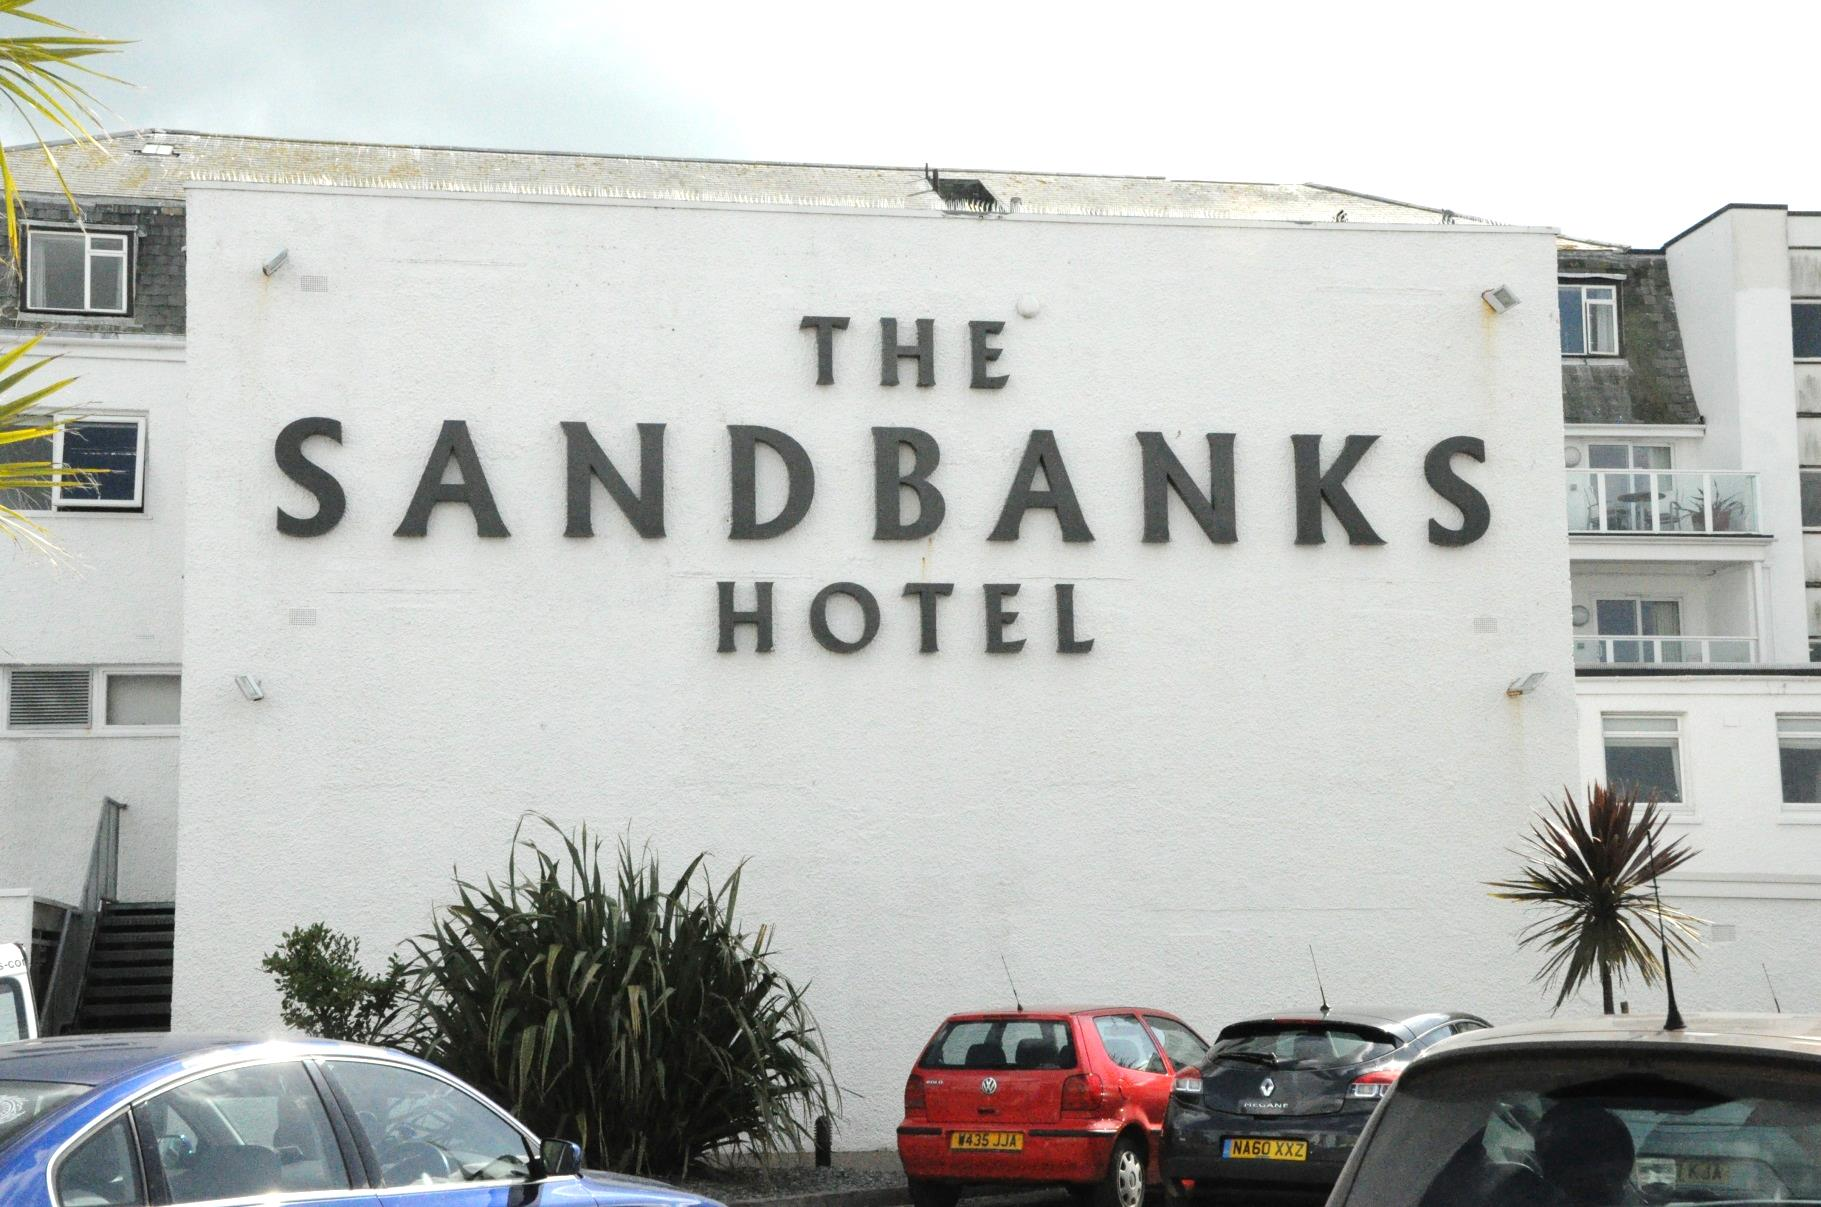 THE
SANDBANKS
HOTEL
POLO
W435 JJA
MEGANE
NA60 XXZ